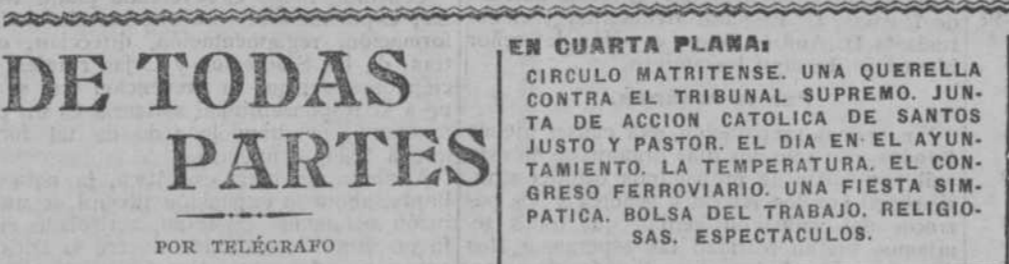 DE TODAS
PARTES
POR TELÉGRAFO
EN CUARTA PLANA:
CIRCULO MATRITENSE. UNA QUERELLA
CONTRA EL TRIBUNAL SUPREMO. JUN-
TA DE ACCION CATOLICA DE SANTOS
JUSTO Y PASTOR. EL DIA EN EL AYUN-
TAMIENTO. LA TEMPERATURA. EL CON-
GRESO FERROVIARIO. UNA FIESTA SIM-
PATICA. BOLSA DEL TRABAJO. RELIGIO-
SAS. ESPECTACULOS.